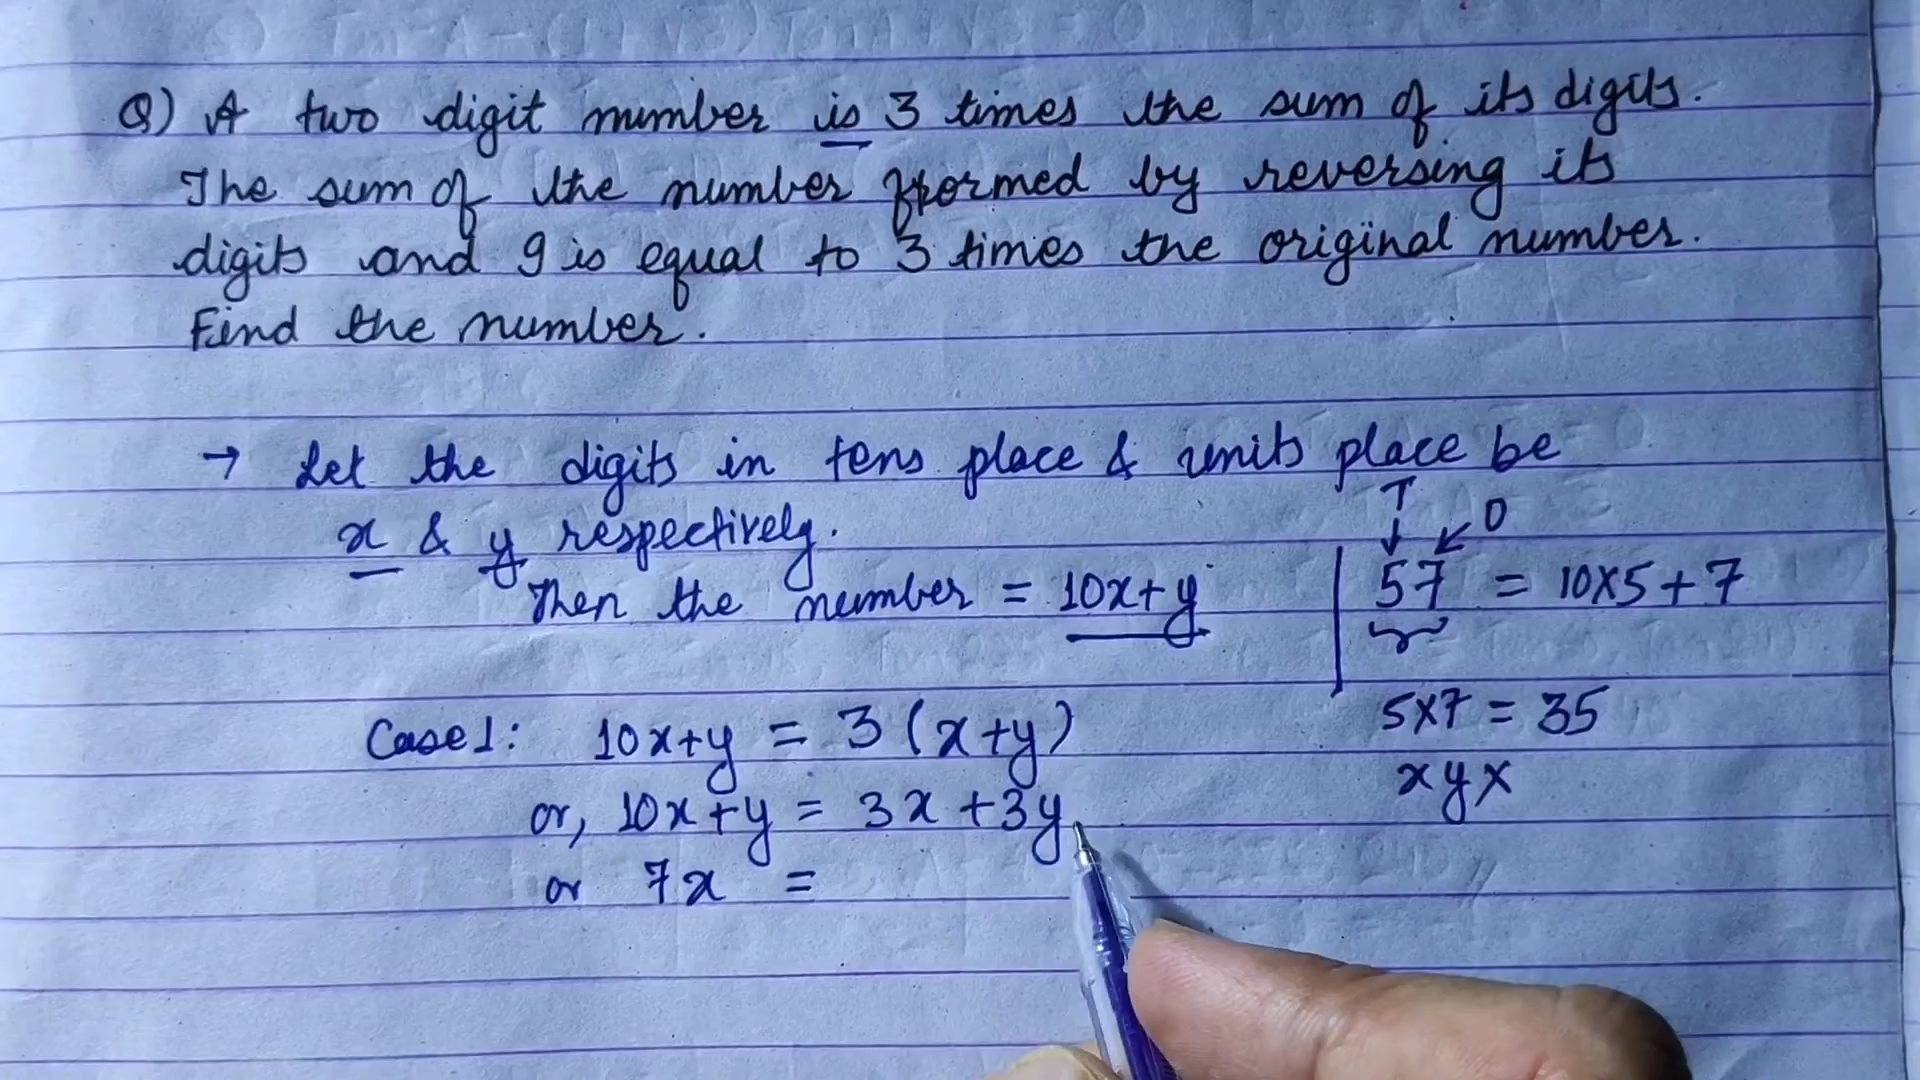 Q) A two digit number is 3 times the sum of its digits.
The sum of the number formed by reversing its
digits and 9 is equal to 3 times the original number.
Find the number.
→ Let the digits in tens place & units place be
x & y respectively.
Then the number = 10x+y
T
O
57 = 10×5+7
5×7 = 35
xyx
Case 1: 10x+y = 3(x+y)
or, 10x+y = 3x+3y
or 7x =